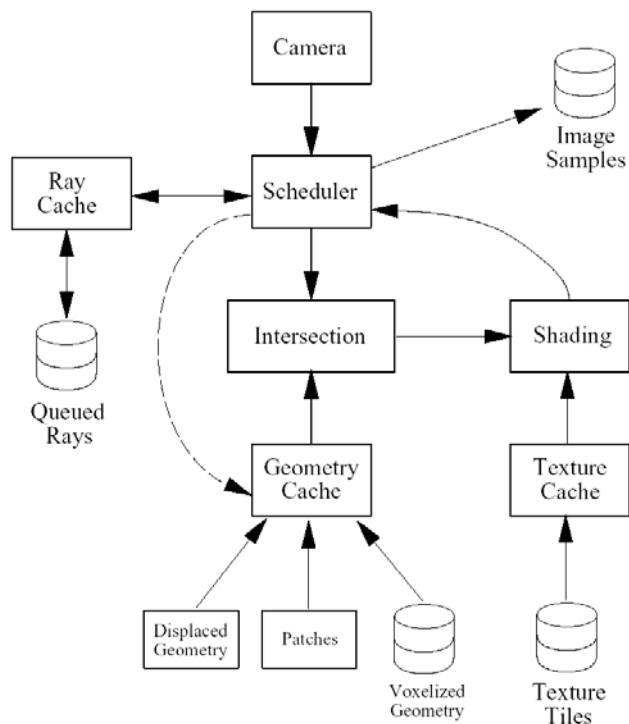 Camera
Image
Samples
Ray
Cache
Scheduler
Intersection
Shading
Queued
Rays
Geometry
Cache
Texture
Cache
Displaced
Geometry
Patches
Voxelized
Geometry
Texture
Tiles